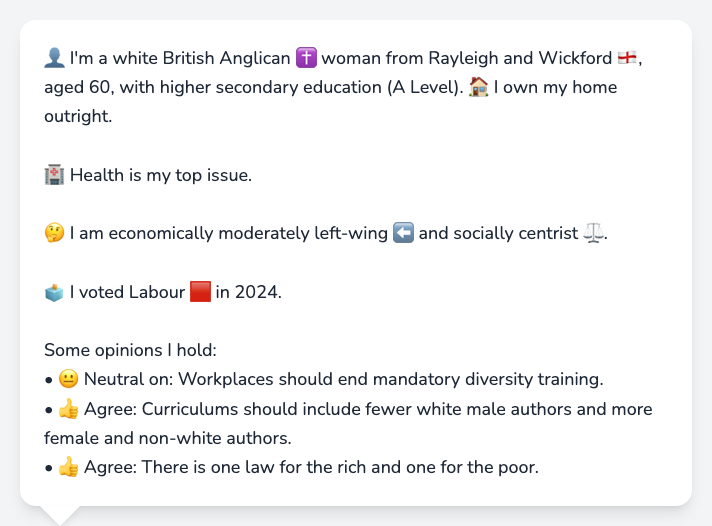 👤 I'm a white British Anglican ✝️ woman from Rayleigh and Wickford 🏴󠁧󠁢󠁥󠁮󠁧󠁿,
aged 60, with higher secondary education (A Level). 🏠 I own my home
outright.
🏥 Health is my top issue.
🤔 I am economically moderately left-wing ⬅️ and socially centrist ⚖️.
🗳️ I voted Labour 🟥 in 2024.
Some opinions I hold:
• 😐 Neutral on: Workplaces should end mandatory diversity training.
• 👍 Agree: Curriculums should include fewer white male authors and more
female and non-white authors.
• 👍 Agree: There is one law for the rich and one for the poor.